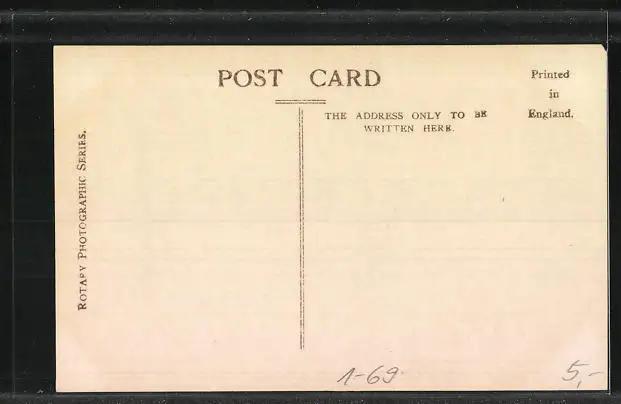 POST CARD
Printed
in
England.
THE ADDRESS ONLY TO BE
WRITTEN HERE.
ROTARY PHOTOGRAPHIC SERIES.
1-69
5,-